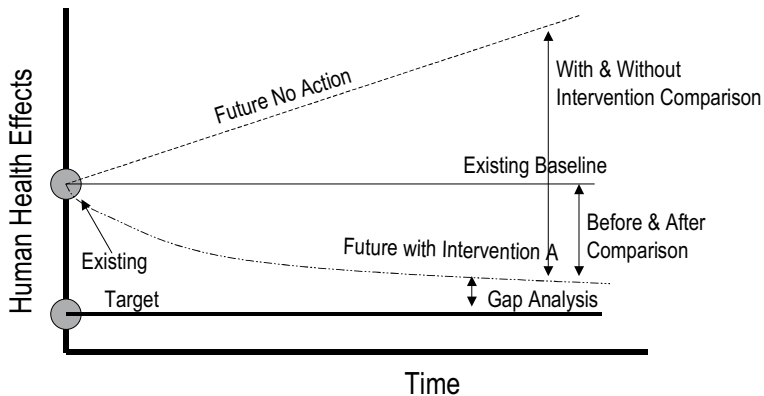 Human Health Effects
Future No Action
With & Without
Intervention Comparison
Existing Baseline
Before & After
Comparison
Future with Intervention A
Existing
Target
Gap Analysis
Time